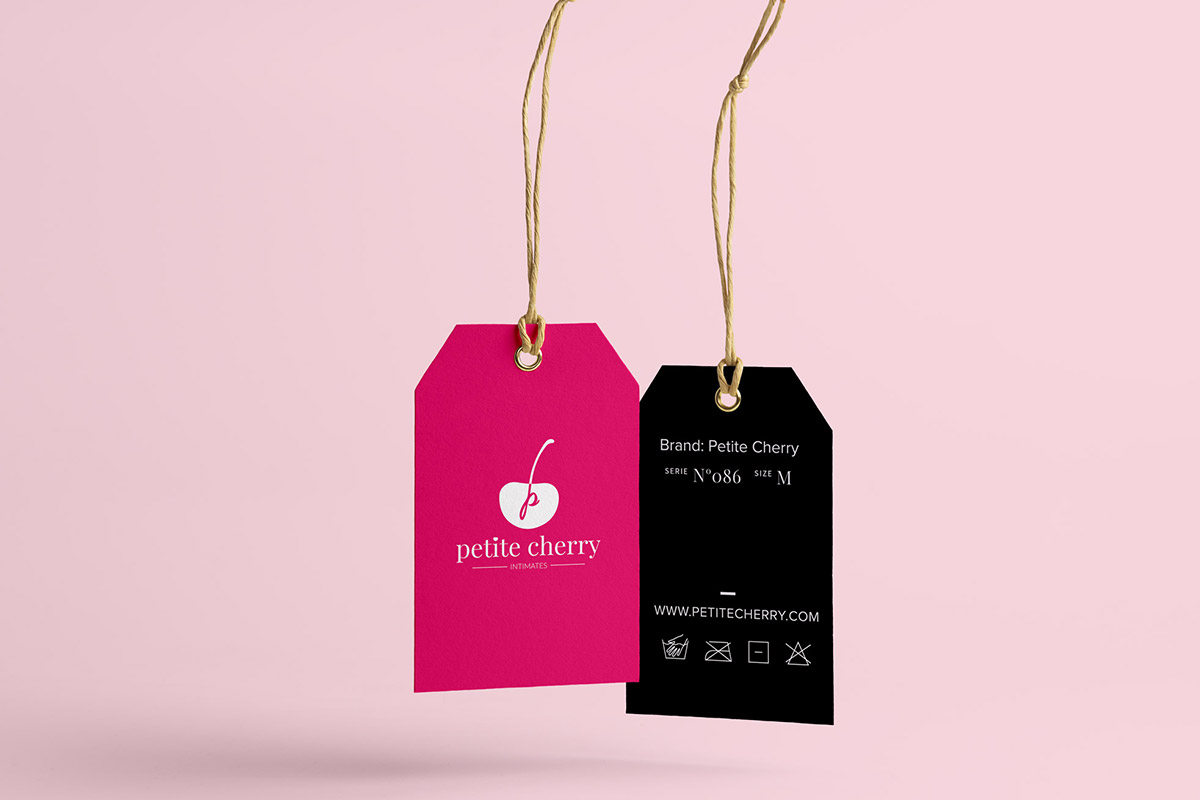 p
petite cherry
INTIMATES
Brand: Petite Cherry
SERIE Nº086 SIZE M
WWW.PETITECHERRY.COM